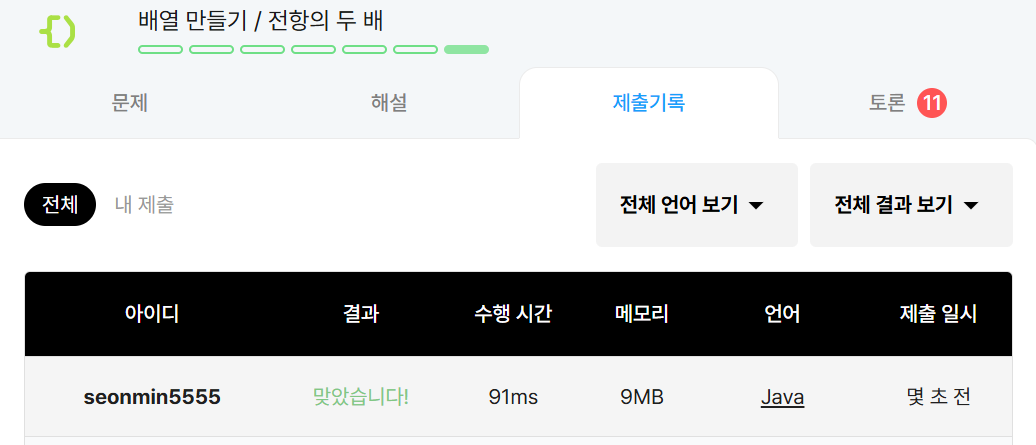 배열 만들기 / 전항의 두 배
문제 해설 제출기록 토론 11
전체 내 제출 전체 언어 보기 전체 결과 보기
아이디 결과 수행 시간 메모리 언어 제출 일시
seonmin5555 맞았습니다! 91ms 9MB Java 몇 초 전